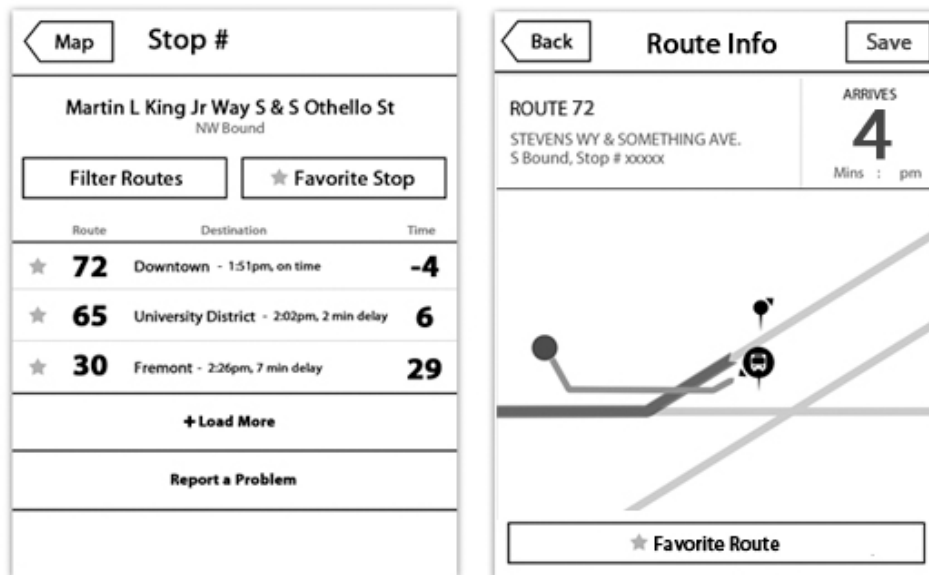 Map
Stop #
Martin L King Jr Way S & S Othello St
NW Bound
Filter Routes
Favorite Stop
Route Destination Time
72 Downtown - 1:51pm, on time -4
65 University District - 2:02pm, 2 min delay 6
30 Fremont - 2:26pm, 7 min delay 29
+ Load More
Report a Problem
Back
Route Info
Save
ROUTE 72
STEVENS WY & SOMETHING AVE.
S Bound, Stop # xxxxx
ARRIVES
4
Mins : pm
Favorite Route